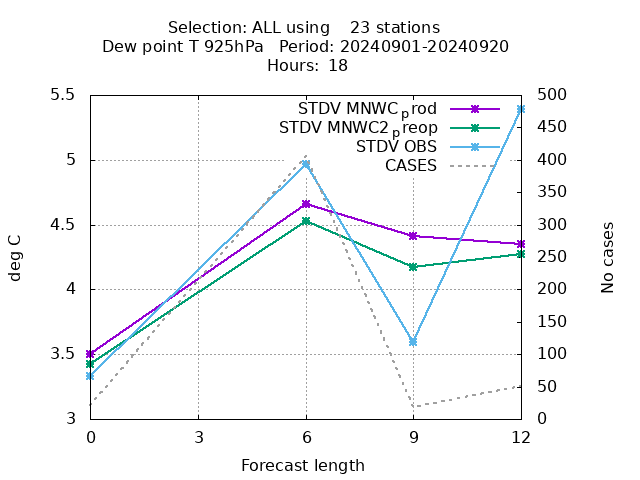 Selection: ALL using    23 stations
Dew point T 925hPa   Period: 20240901-20240920
Hours:  18
5.5
5
4.5
4
3.5
3
500
450
400
350
300
250
200
150
100
50
0
STDV MNWC_prod
STDV MNWC2_preop
STDV OBS
CASES
deg C
No cases
0 3 6 9 12
Forecast length